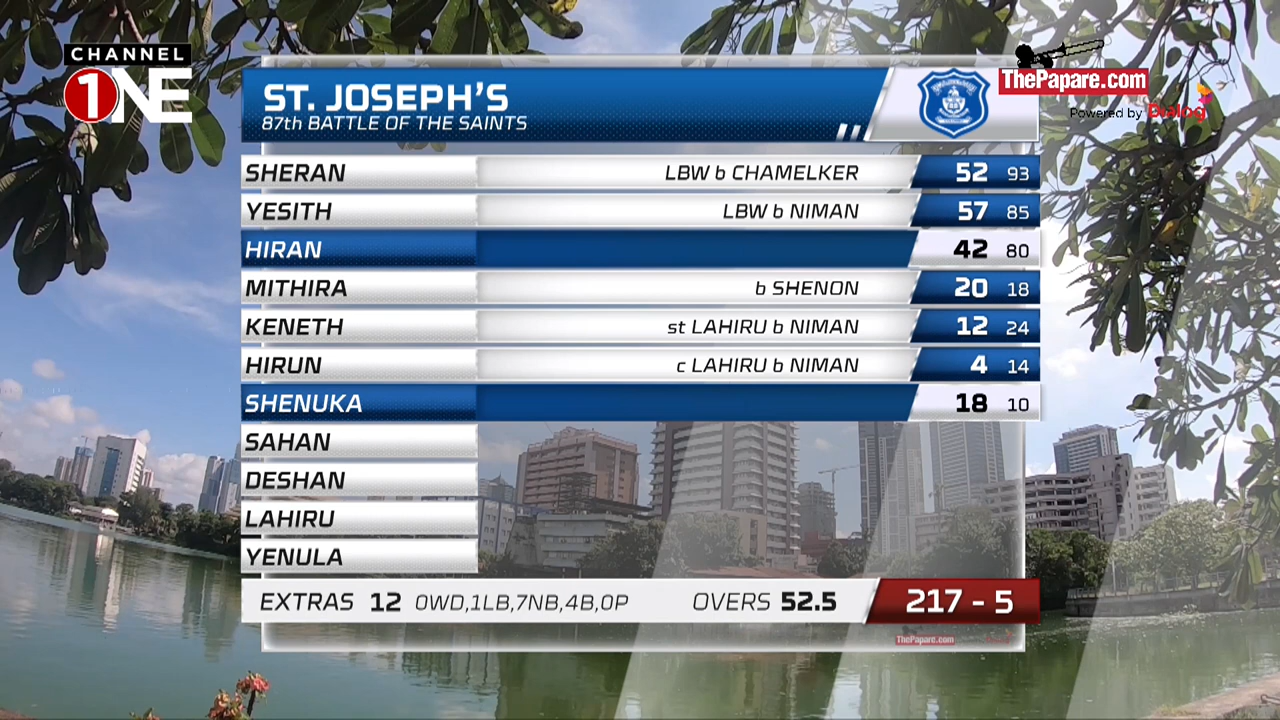 CHANNEL
1NE
ThePapare.com
Powered by Dialog
ST. JOSEPH'S
87th BATTLE OF THE SAINTS
SHERAN LBW b CHAMELKER 52 93
YESITH LBW b NIMAN 57 85
HIRAN 42 80
MITHIRA b SHENON 20 18
KENETH st LAHIRU b NIMAN 12 24
HIRUN c LAHIRU b NIMAN 4 14
SHENUKA 18 10
SAHAN
DESHAN
LAHIRU
YENULA
EXTRAS 12 0WD,1LB,7NB,4B,0P OVERS 52.5 217 - 5
ThePapare.com